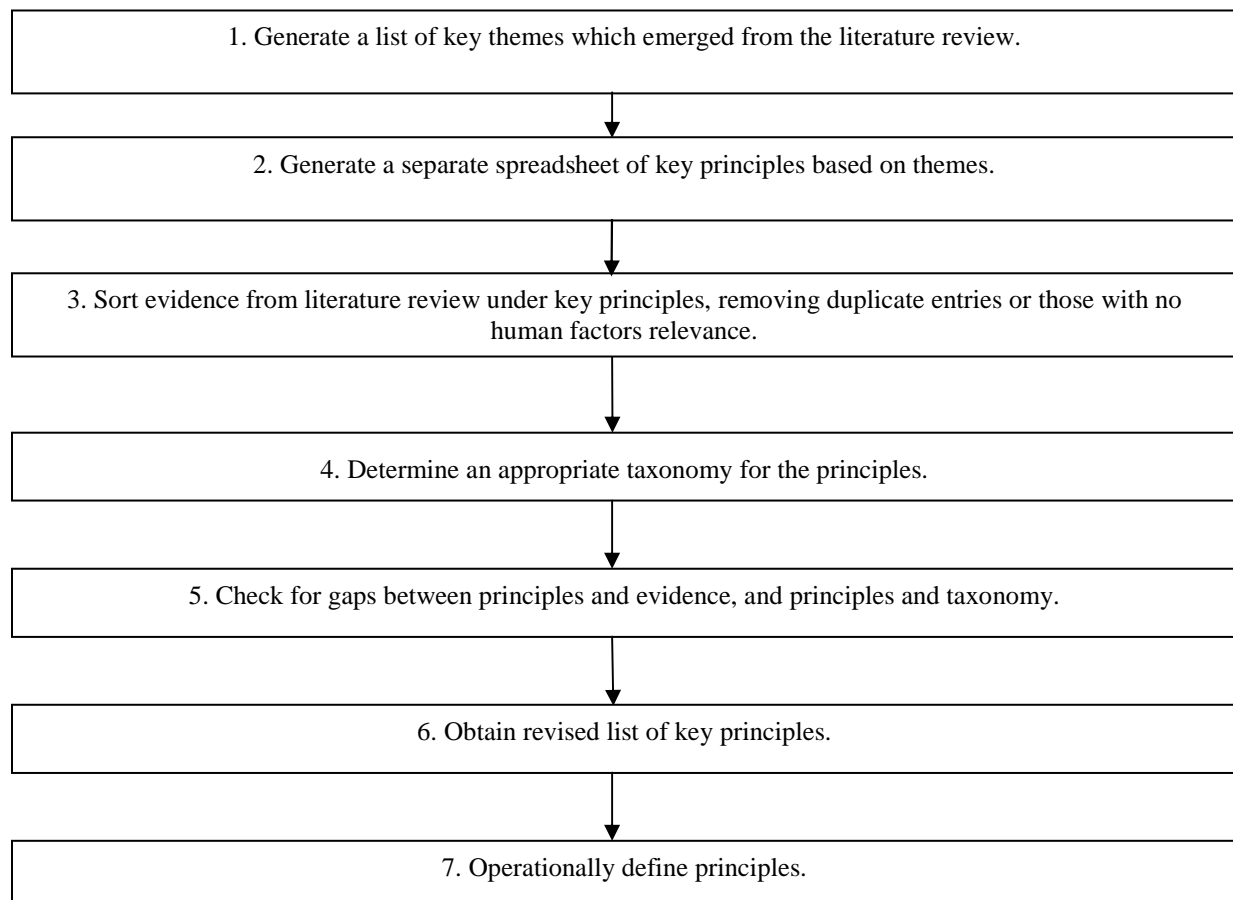 1. Generate a list of key themes which emerged from the literature review.
2. Generate a separate spreadsheet of key principles based on themes.
3. Sort evidence from literature review under key principles, removing duplicate entries or those with no
human factors relevance.
4. Determine an appropriate taxonomy for the principles.
5. Check for gaps between principles and evidence, and principles and taxonomy.
6. Obtain revised list of key principles.
7. Operationally define principles.